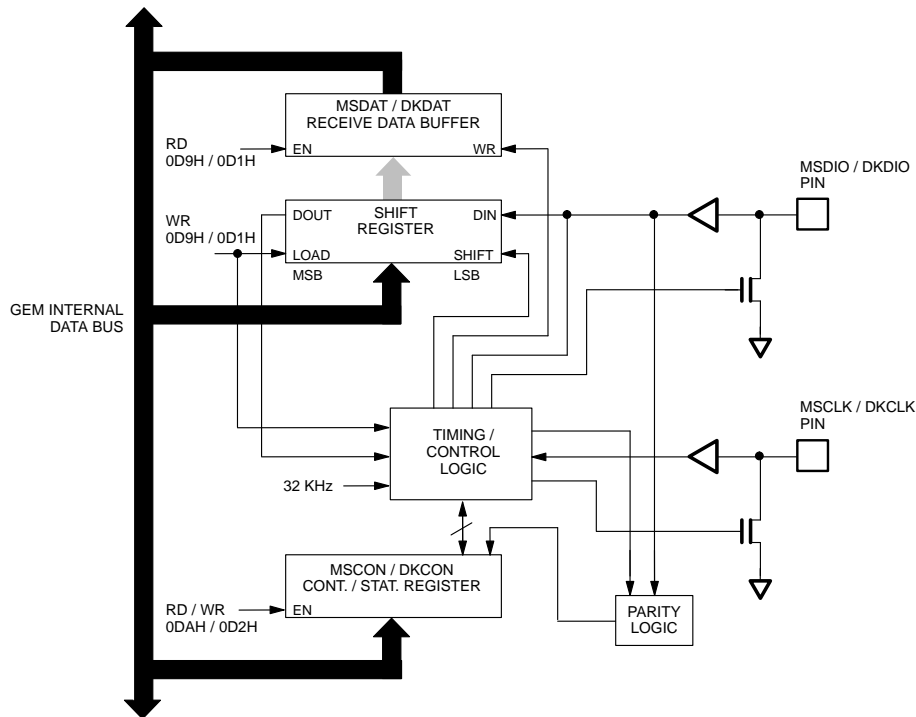 MSDAT / DKDAT
RECEIVE DATA BUFFER
EN
WR
RD
0D9H / 0D1H
MSDIO / DKDIO
PIN
DOUT
SHIFT
REGISTER
DIN
WR
0D9H / 0D1H
LOAD
SHIFT
MSB
LSB
GEM INTERNAL
DATA BUS
MSCLK / DKCLK
PIN
TIMING /
CONTROL
LOGIC
32 KHz
MSCON / DKCON
CONT. / STAT. REGISTER
EN
RD / WR
0DAH / 0D2H
PARITY
LOGIC